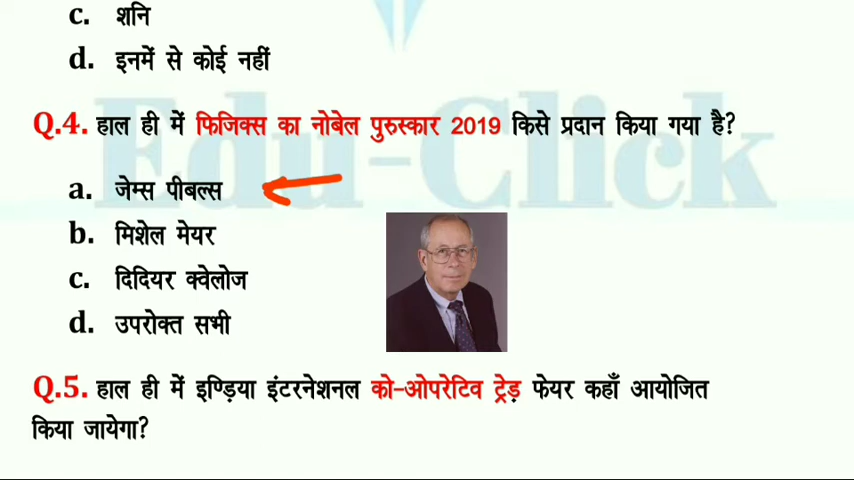 c. शनि
d. इनमें से कोई नहीं
Q.4. हाल ही में फिजिक्स का नोबेल पुरुस्कार 2019 किसे प्रदान किया गया है?
Edu-Click
a. जेम्स पीबल्स
b. मिशेल मेयर
c. दिदियर क्वेलोज
d. उपरोक्त सभी
Q.5. हाल ही में इण्ड़िया इंटरनेशनल को-ओपरेटिव ट्रेड़ फेयर कहाँ आयोजित
किया जायेगा?